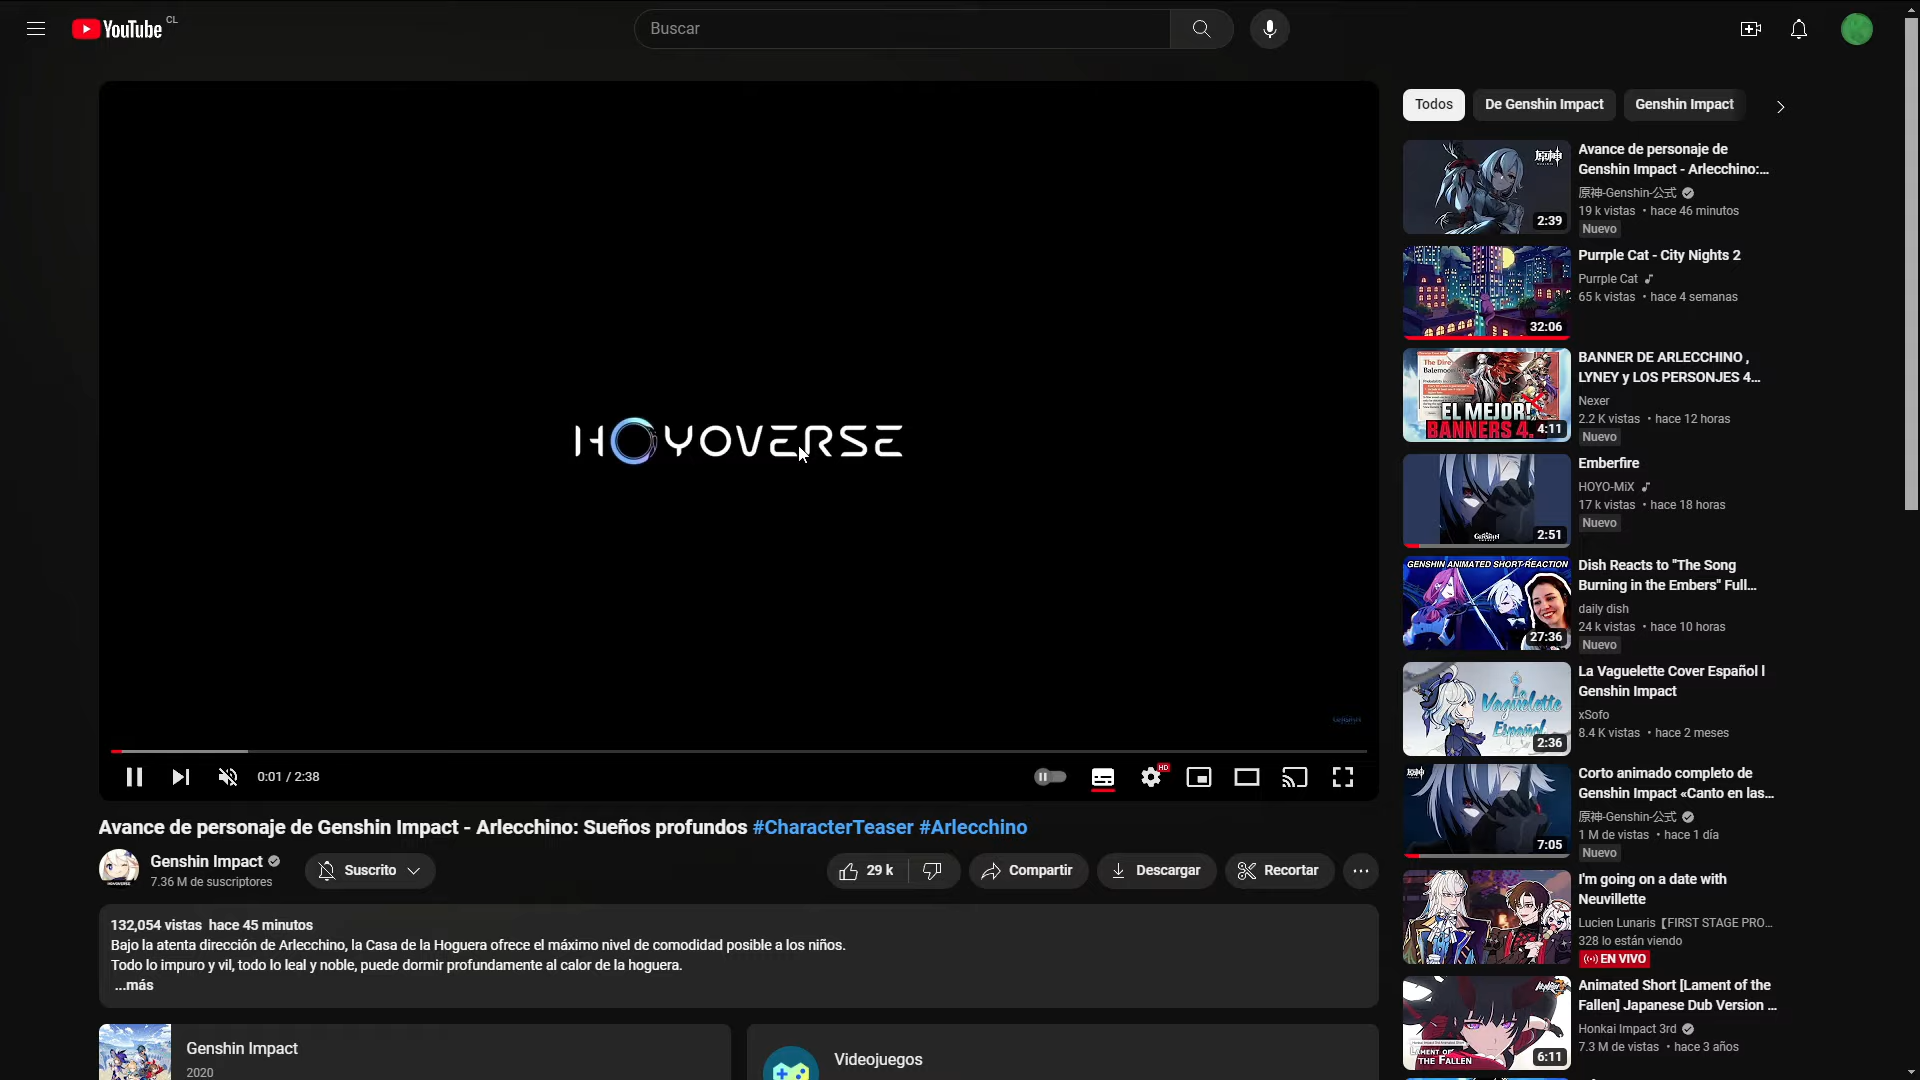 YouTube CL
Buscar
HOYOVERSE
0:01 / 2:38
HD
Avance de personaje de Genshin Impact - Arlecchino: Sueños profundos #CharacterTeaser #Arlecchino
Genshin Impact
7.36 M de suscriptores
Suscrito
29 k
Compartir
Descargar
Recortar
132,054 vistas hace 45 minutos
Bajo la atenta dirección de Arlecchino, la Casa de la Hoguera ofrece el máximo nivel de comodidad posible a los niños.
Todo lo impuro y vil, todo lo leal y noble, puede dormir profundamente al calor de la hoguera.
...más
Genshin Impact
2020
Videojuegos
Todos
De Genshin Impact
Genshin Impact
原神
2:39
Avance de personaje de
Genshin Impact - Arlecchino:...
原神-Genshin-公式
19 k vistas • hace 46 minutos
Nuevo
32:06
Purrple Cat - City Nights 2
Purrple Cat
65 k vistas • hace 4 semanas
EL MEJOR!
BANNERS 4.
4:11
BANNER DE ARLECCHINO ,
LYNEY y LOS PERSONJES 4...
Nexer
2.2 K vistas • hace 12 horas
Nuevo
GENSHIN
2:51
Emberfire
HOYO-MiX
17 k vistas • hace 18 horas
Nuevo
GENSHIN ANIMATED SHORT REACTION
27:36
Dish Reacts to "The Song
Burning in the Embers" Full...
daily dish
24 k vistas • hace 10 horas
Nuevo
La
Vaguelette
Español
2:36
La Vaguelette Cover Español l
Genshin Impact
xSofo
8.4 K vistas • hace 2 meses
原神
7:05
Corto animado completo de
Genshin Impact «Canto en las...
原神-Genshin-公式
1 M de vistas • hace 1 día
Nuevo
I'm going on a date with
Neuvillette
Lucien Lunaris【FIRST STAGE PRO...
328 lo están viendo
EN VIVO
LAMENT OF
THE FALLEN
6:11
Animated Short [Lament of the
Fallen] Japanese Dub Version ...
Honkai Impact 3rd
7.3 M de vistas • hace 3 años